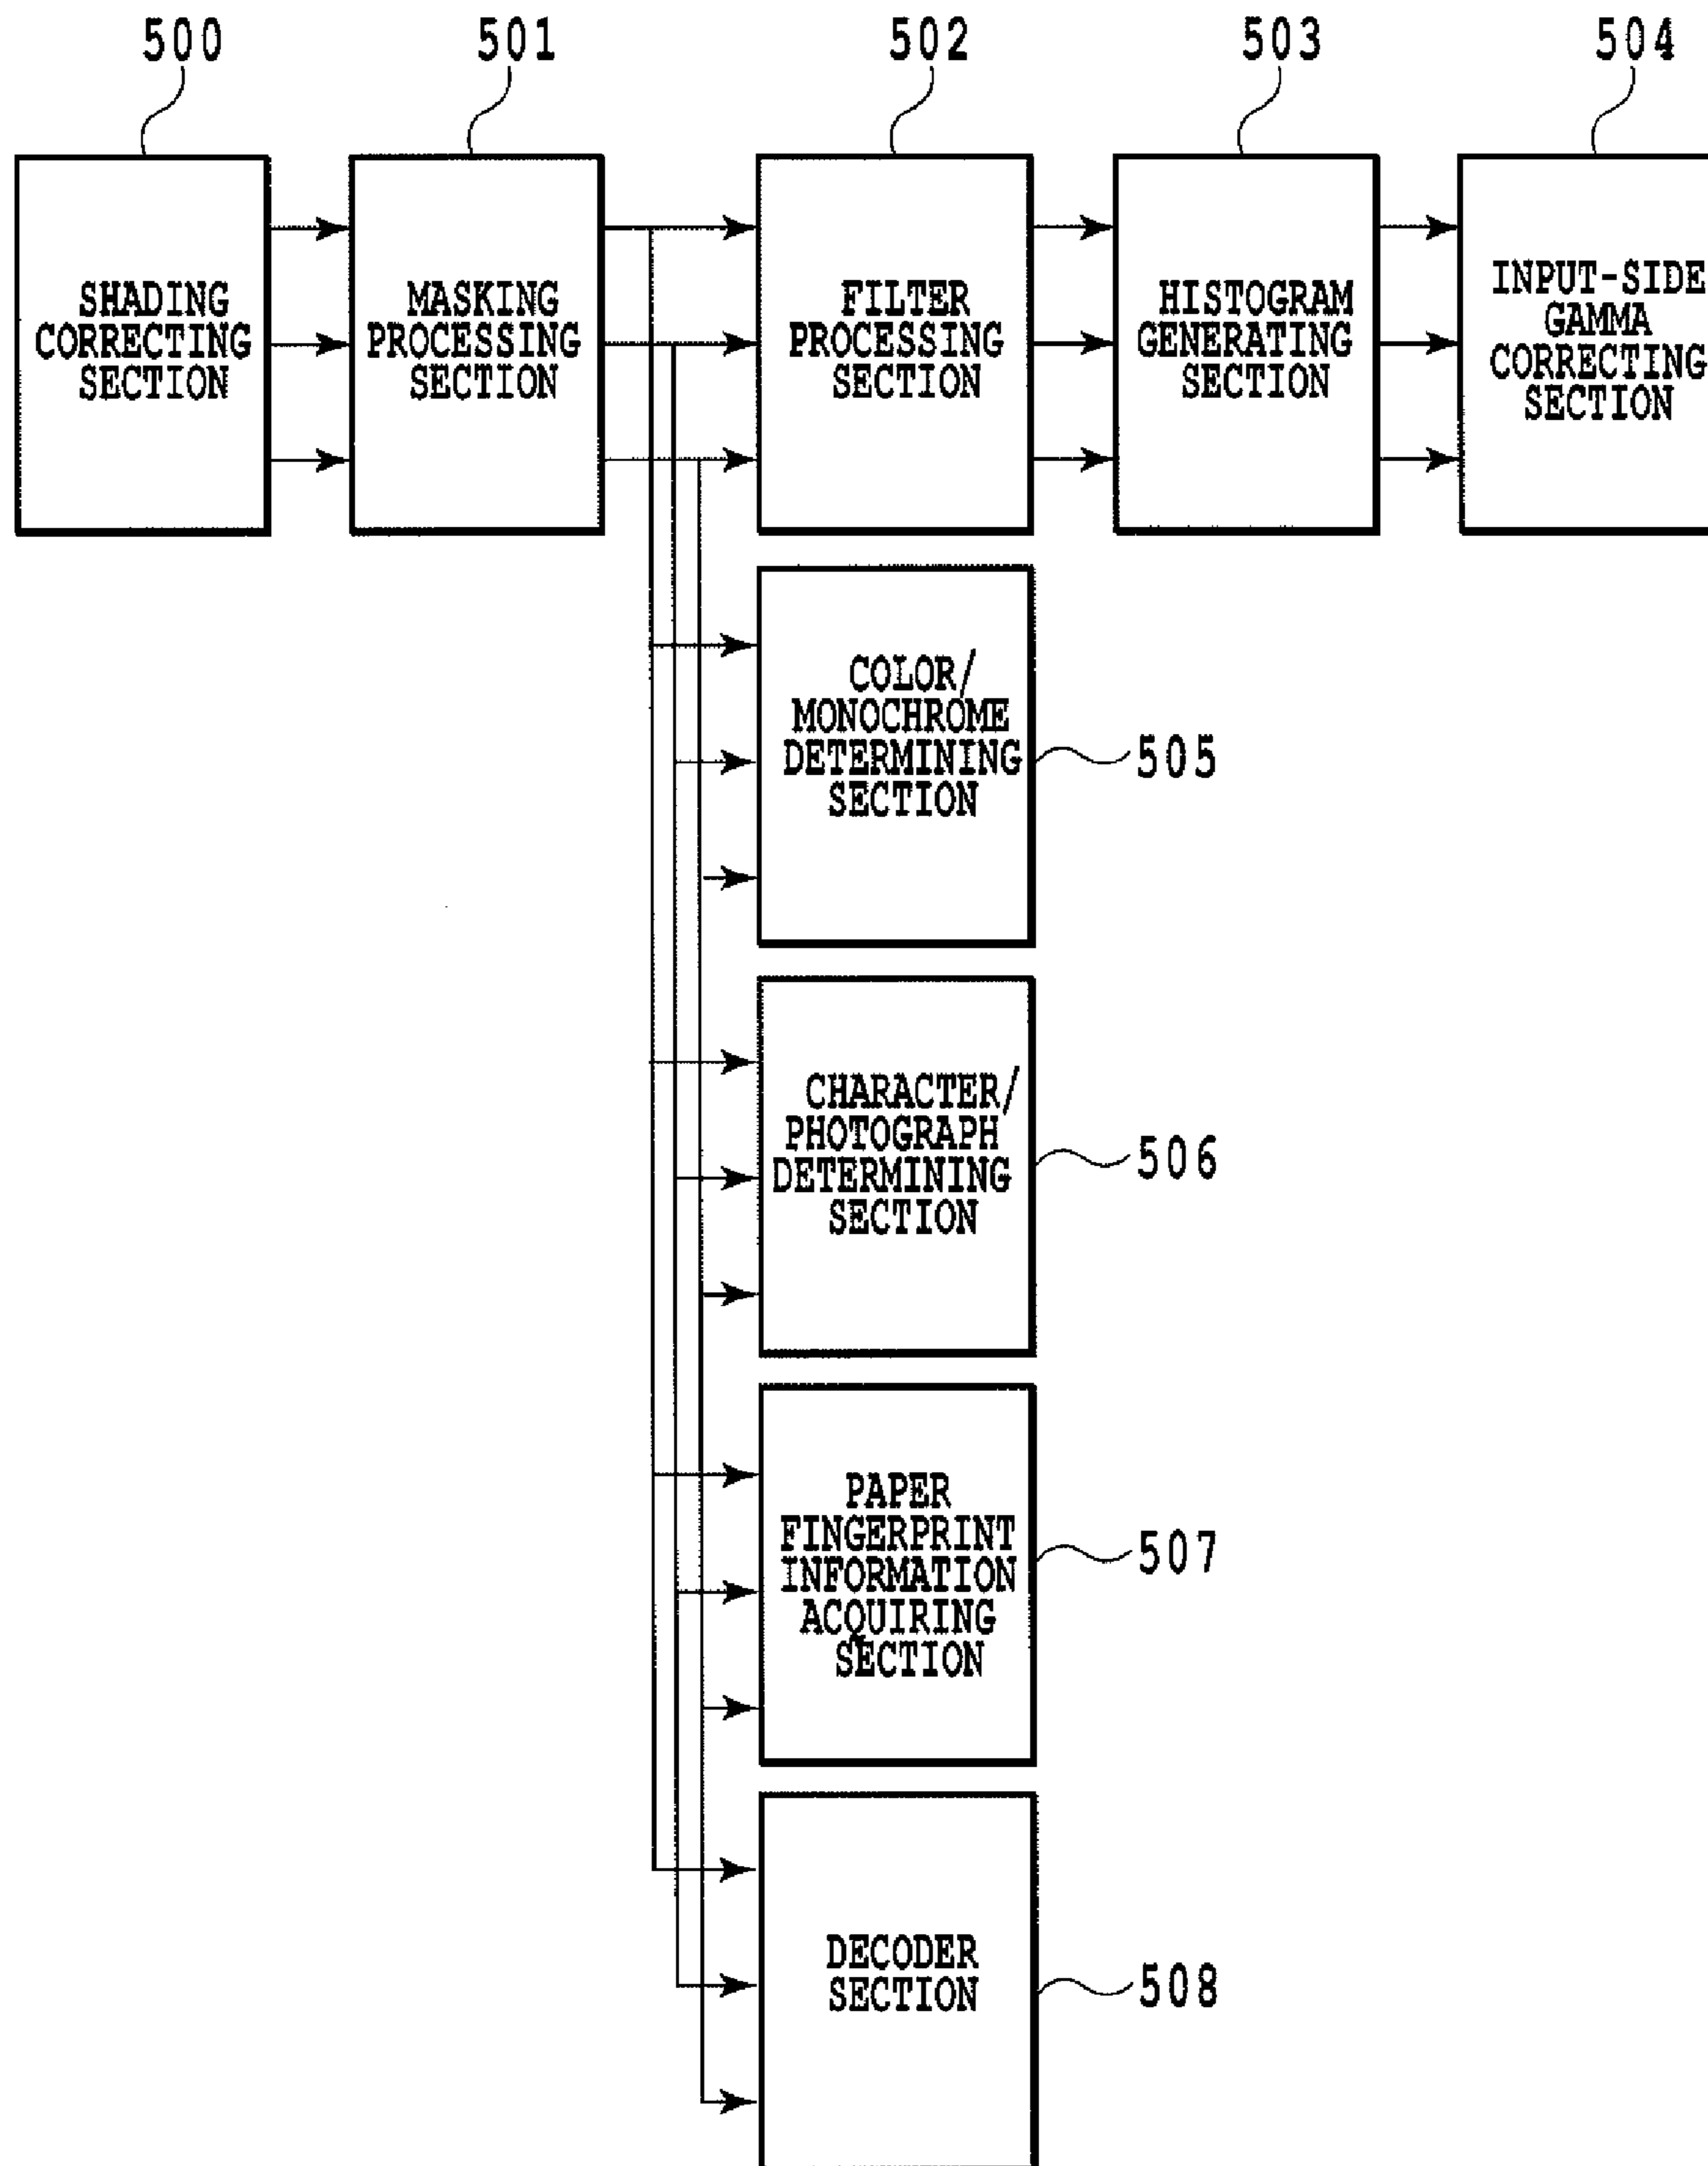 500
501
502
503
504
SHADING
CORRECTING
SECTION
MASKING
PROCESSING
SECTION
FILTER
PROCESSING
SECTION
HISTOGRAM
GENERATING
SECTION
INPUT-SIDE
GAMMA
CORRECTING
SECTION
COLOR/
MONOCHROME
DETERMINING
SECTION
505
CHARACTER/
PHOTOGRAPH
DETERMINING
SECTION
506
PAPER
FINGERPRINT
INFORMATION
ACQUIRING
SECTION
507
DECODER
SECTION
508